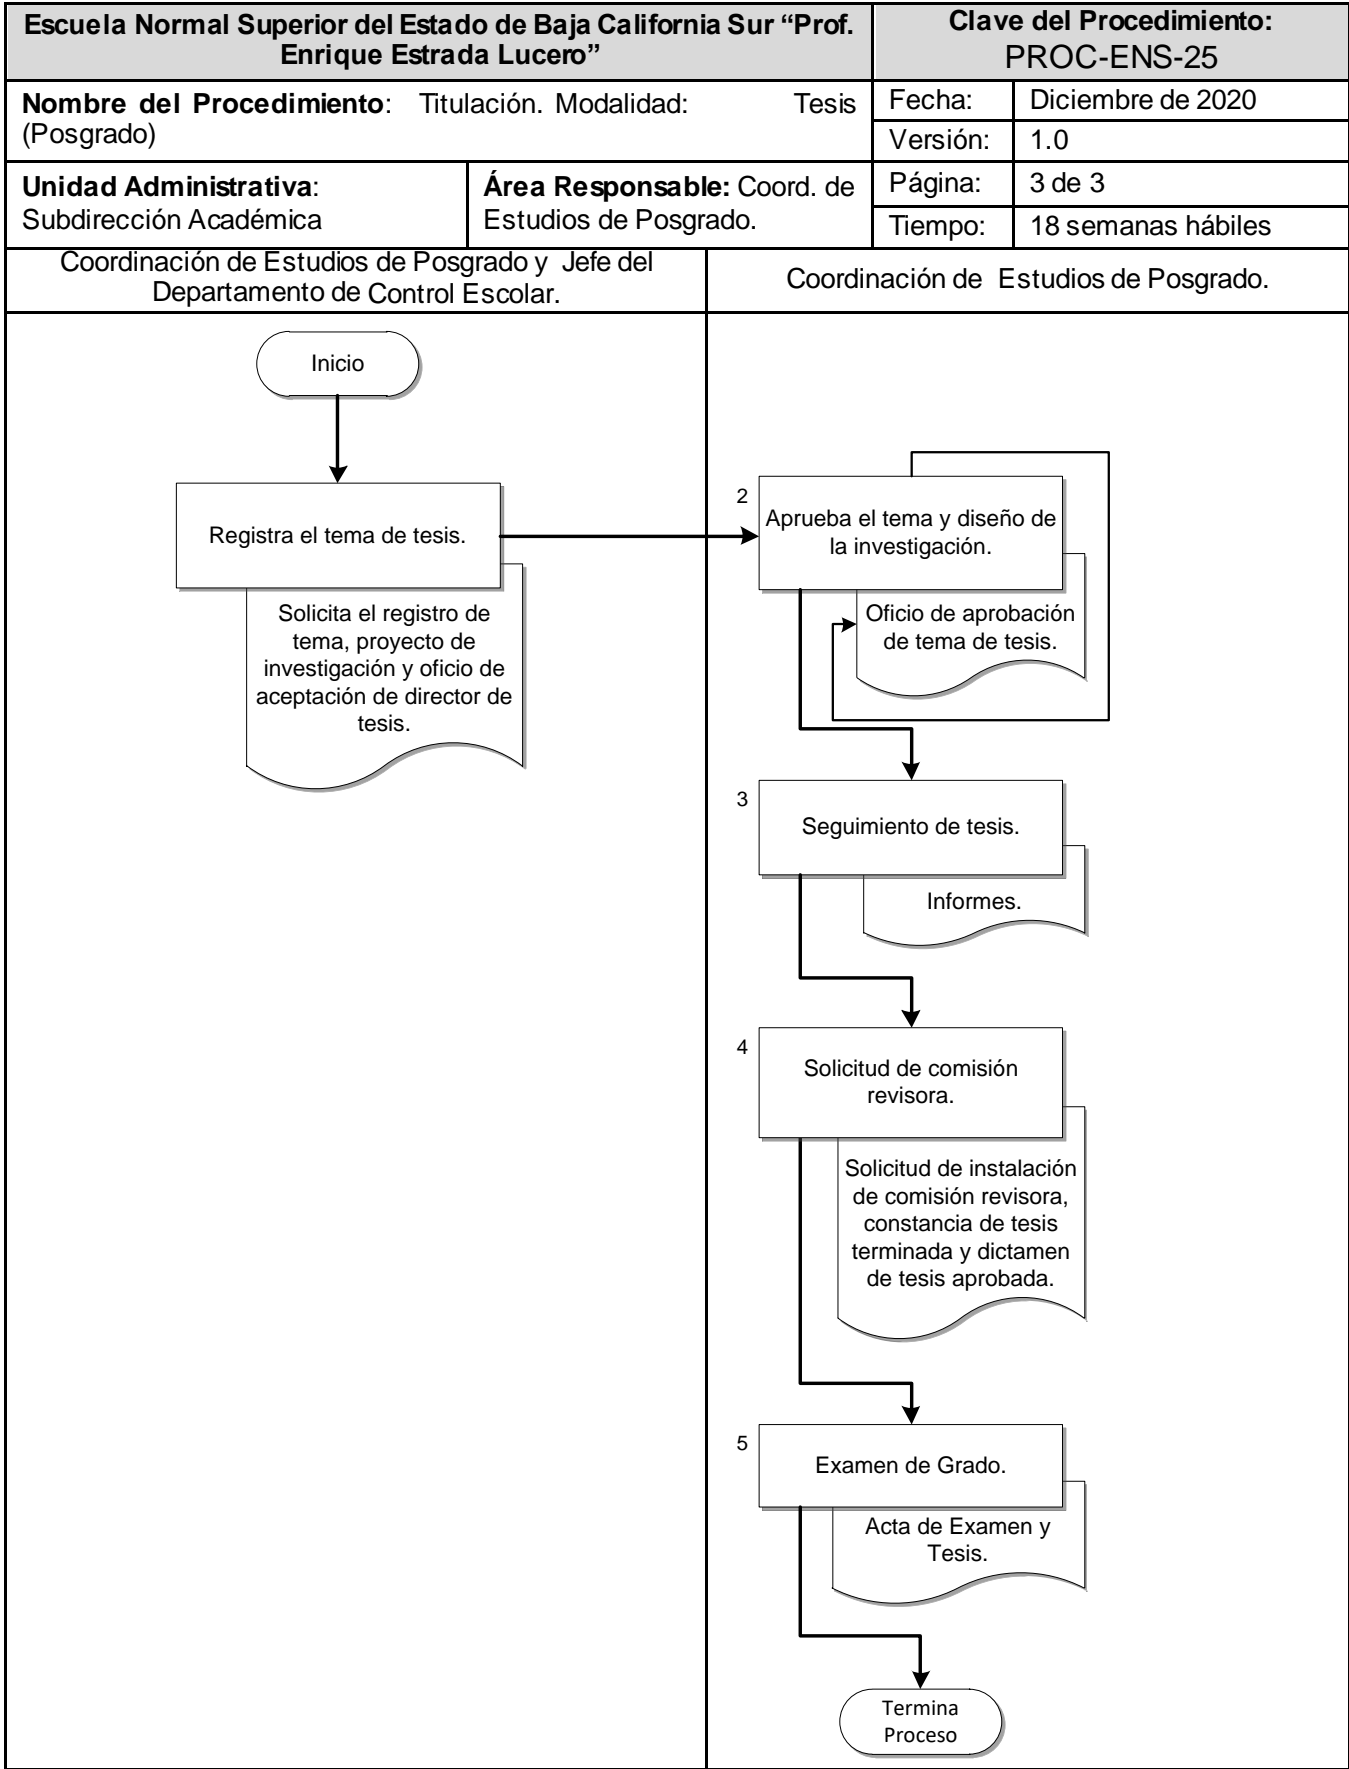 Escuela Normal Superior del Estado de Baja California Sur “Prof.
Enrique Estrada Lucero”
Clave del Procedimiento:
PROC-ENS-25
Nombre del Procedimiento: Titulación. Modalidad: Tesis
(Posgrado)
Fecha: Diciembre de 2020
Versión: 1.0
Unidad Administrativa:
Subdirección Académica
Área Responsable: Coord. de
Estudios de Posgrado.
Página: 3 de 3
Tiempo: 18 semanas hábiles
Coordinación de Estudios de Posgrado y Jefe del
Departamento de Control Escolar.
Coordinación de Estudios de Posgrado.
Inicio
Registra el tema de tesis.
Solicita el registro de
tema, proyecto de
investigación y oficio de
aceptación de director de
tesis.
2
Aprueba el tema y diseño de
la investigación.
Oficio de aprobación
de tema de tesis.
3
Seguimiento de tesis.
Informes.
4
Solicitud de comisión
revisora.
Solicitud de instalación
de comisión revisora,
constancia de tesis
terminada y dictamen
de tesis aprobada.
5
Examen de Grado.
Acta de Examen y
Tesis.
Termina
Proceso